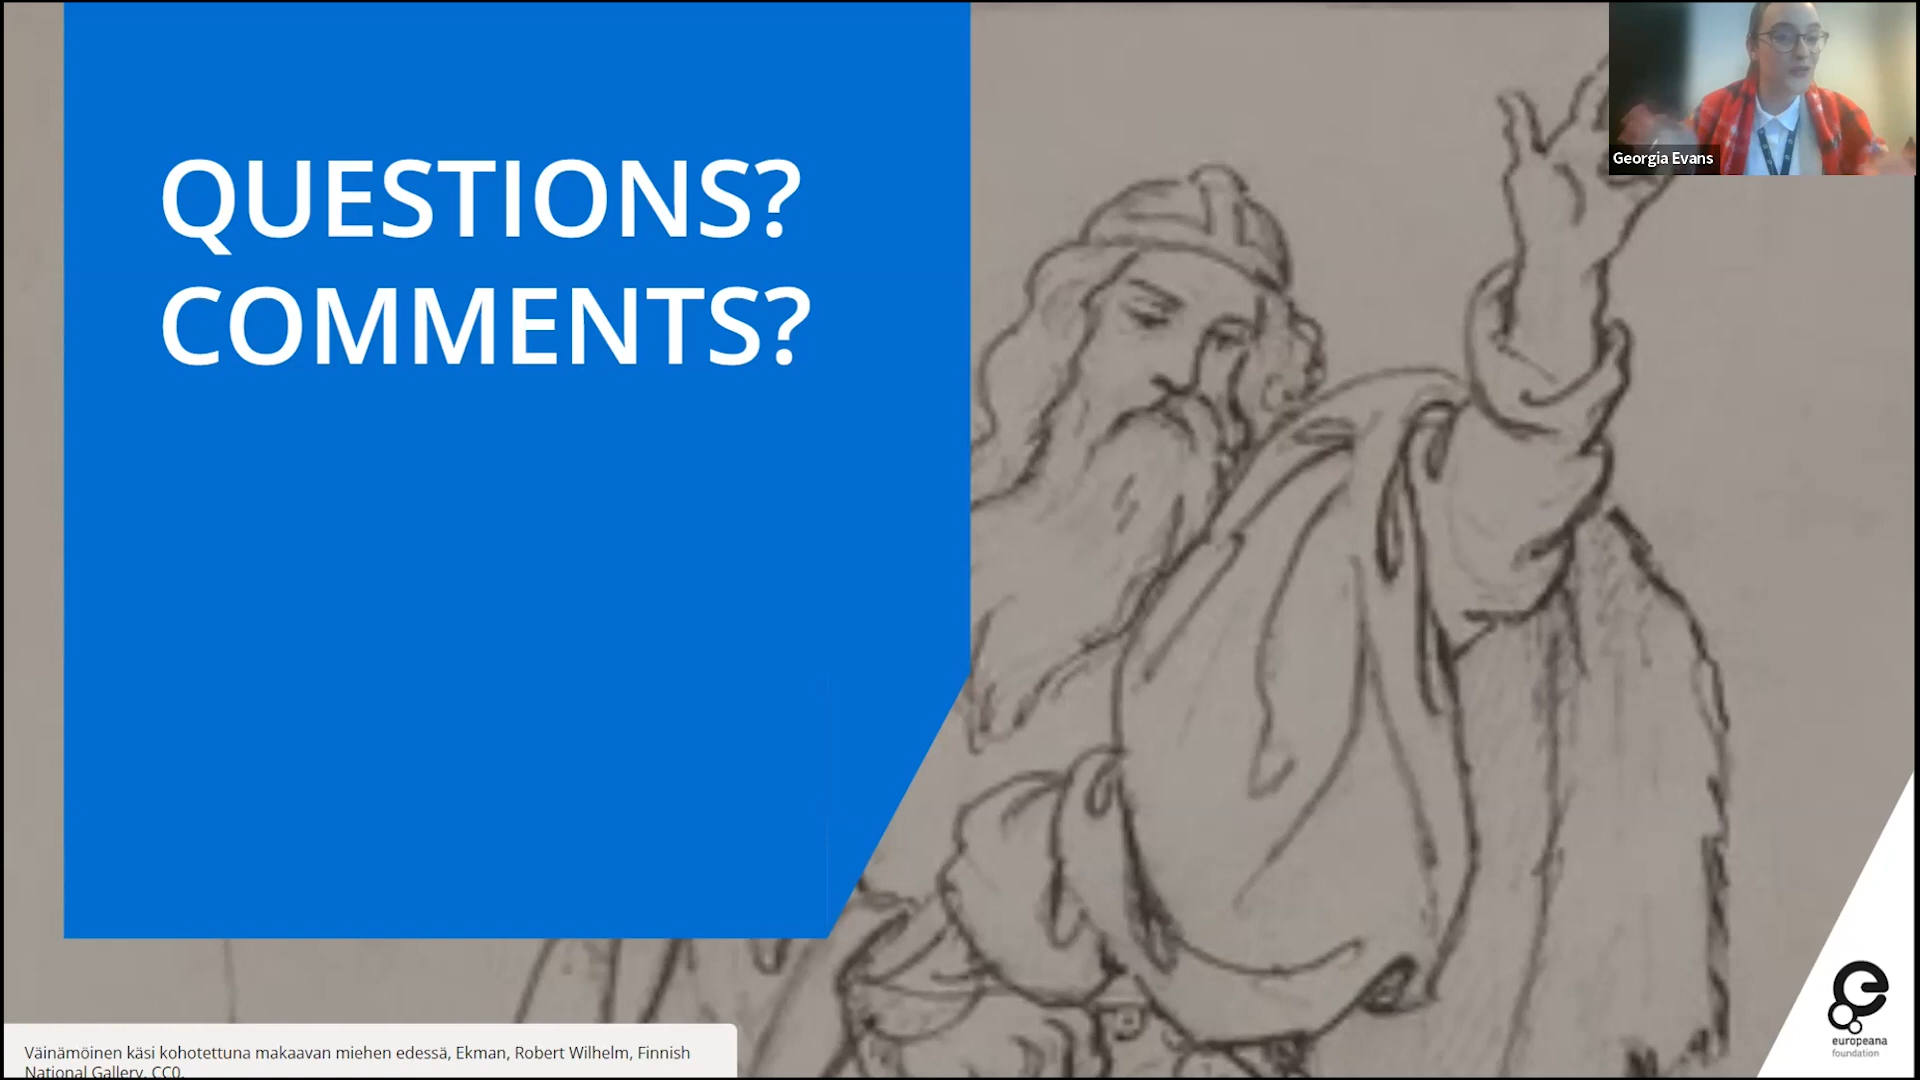 QUESTIONS?
COMMENTS?
Georgia Evans
Väinämöinen käsi kohotettuna makaavan miehen edessä, Ekman, Robert Wilhelm, Finnish
National Gallery, CC0.
europeana
foundation